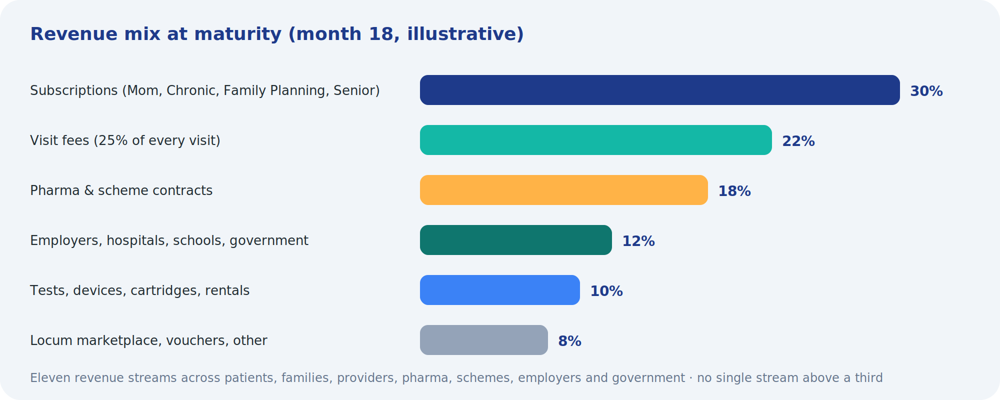 Revenue mix at maturity (month 18, illustrative)
Subscriptions (Mom, Chronic, Family Planning, Senior)
30%
Visit fees (25% of every visit)
22%
Pharma & scheme contracts
18%
Employers, hospitals, schools, government
12%
Tests, devices, cartridges, rentals
10%
Locum marketplace, vouchers, other
8%
Eleven revenue streams across patients, families, providers, pharma, schemes, employers and government · no single stream above a third